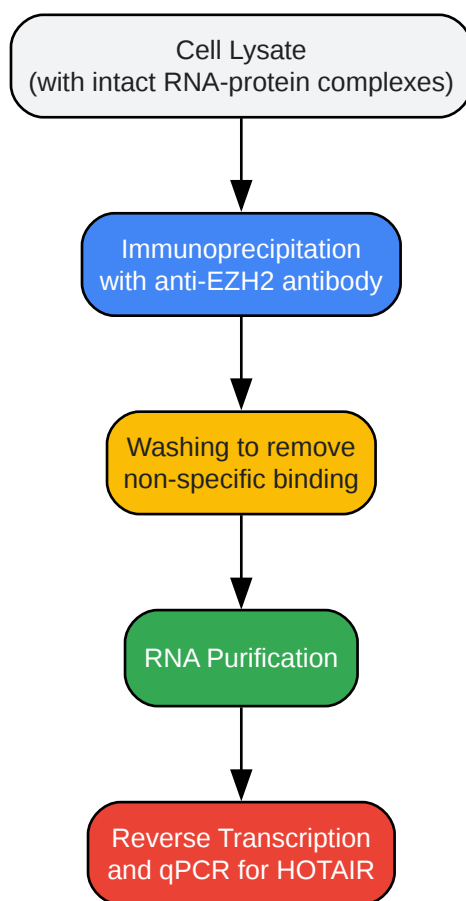 Cell Lysate
(with intact RNA-protein complexes)
Immunoprecipitation
with anti-EZH2 antibody
Washing to remove
non-specific binding
RNA Purification
Reverse Transcription
and qPCR for HOTAIR